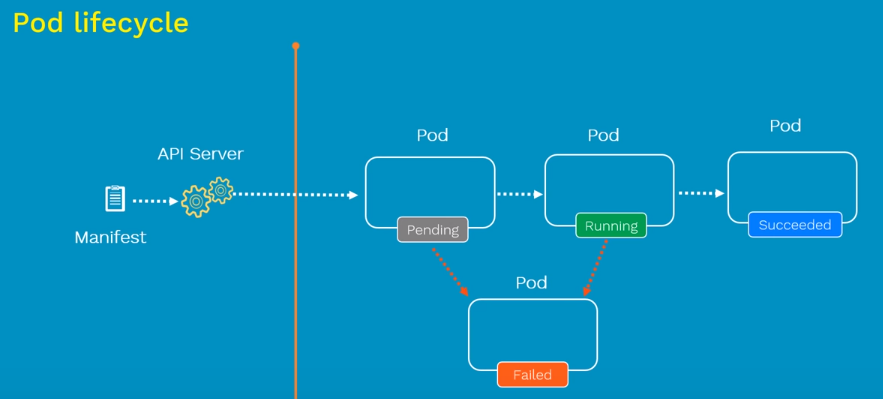 Pod lifecycle
Pod
Pod
Pod
API Server
Manifest
Pending
Running
Succeeded
Pod
Failed